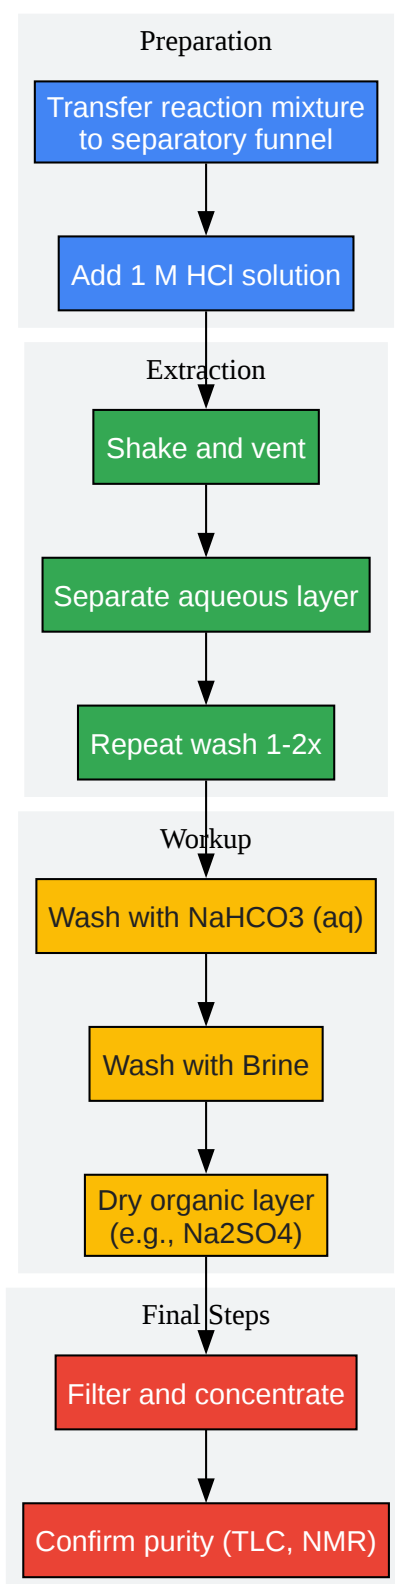 Preparation
Transfer reaction mixture
to separatory funnel
Add 1 M HCl solution
Extraction
Shake and vent
Separate aqueous layer
Repeat wash 1-2x
Workup
Wash with NaHCO3 (aq)
Wash with Brine
Dry organic layer
(e.g., Na2SO4)
Final Steps
Filter and concentrate
Confirm purity (TLC, NMR)